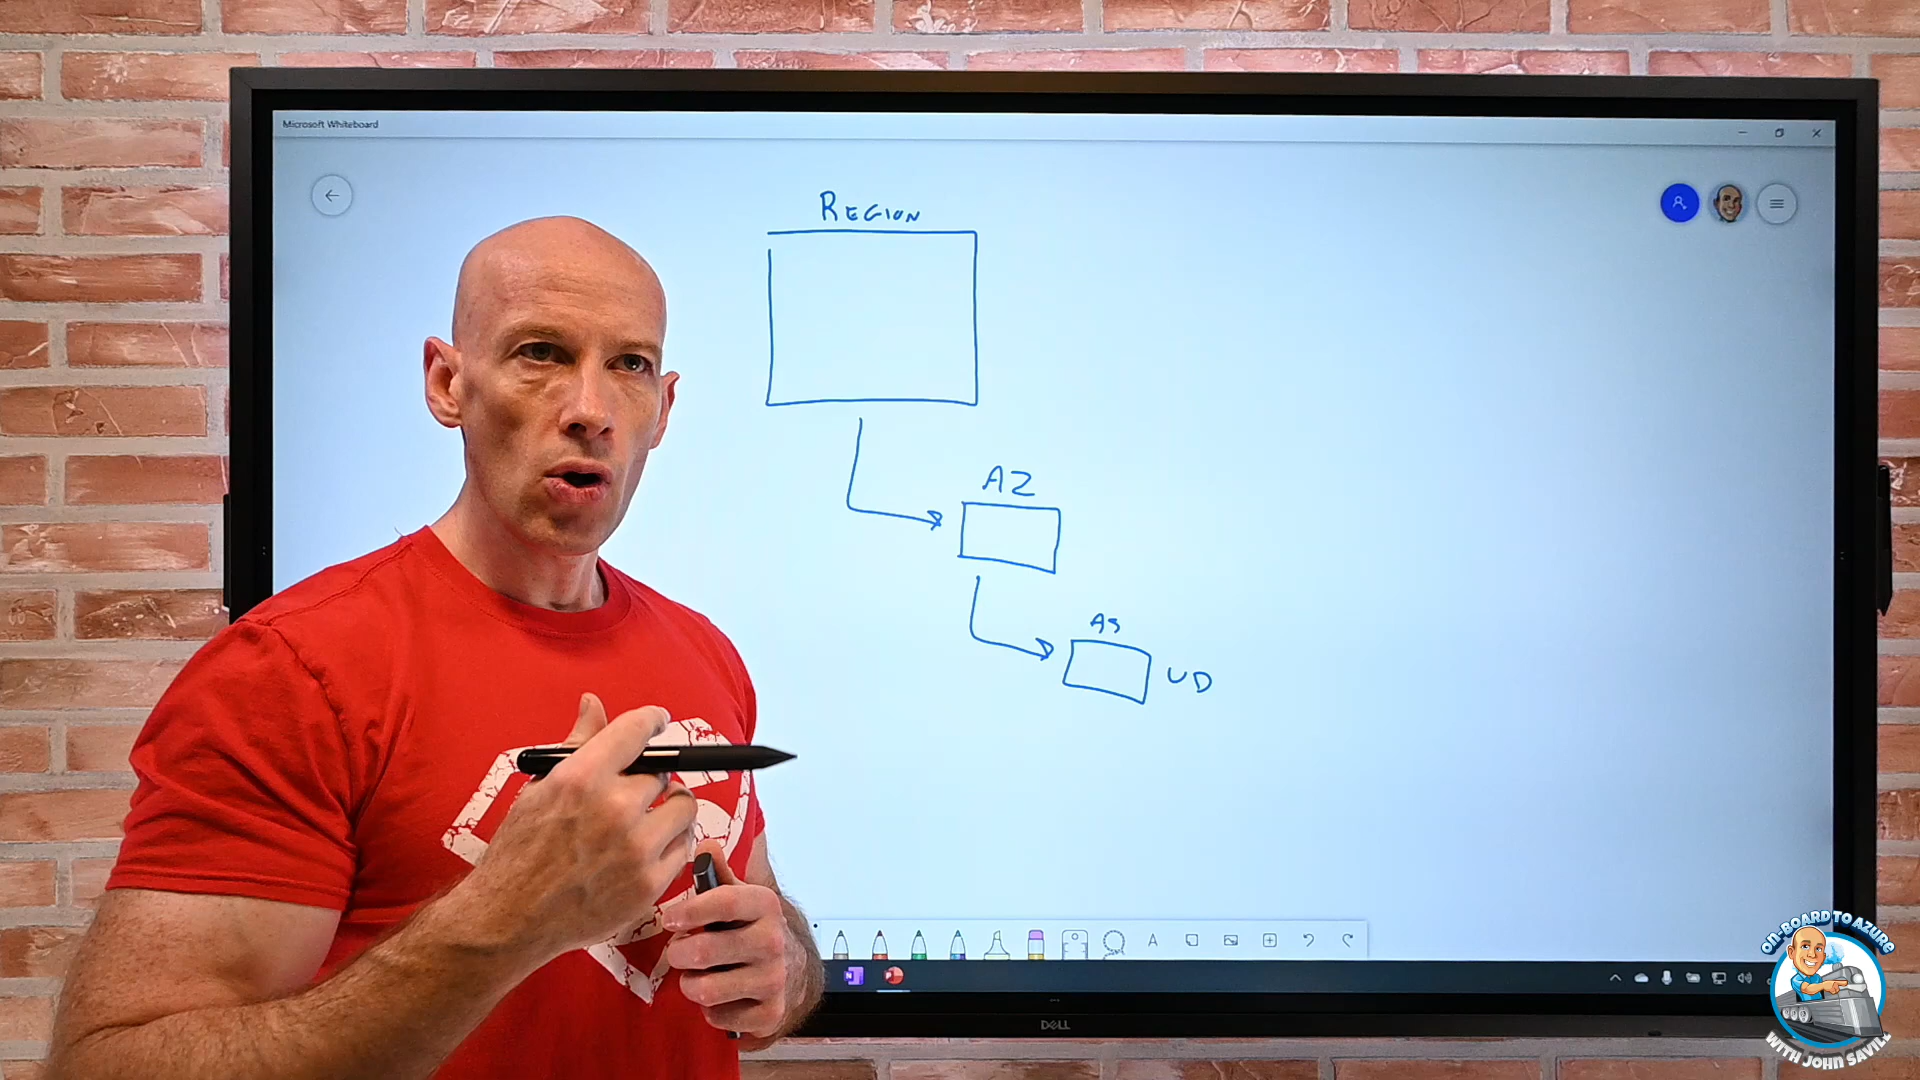 Microsoft Whiteboard
REGION
AZ
AS
UD
DELL
ON-BOARD TO AZURE
WITH JOHN SAVILL